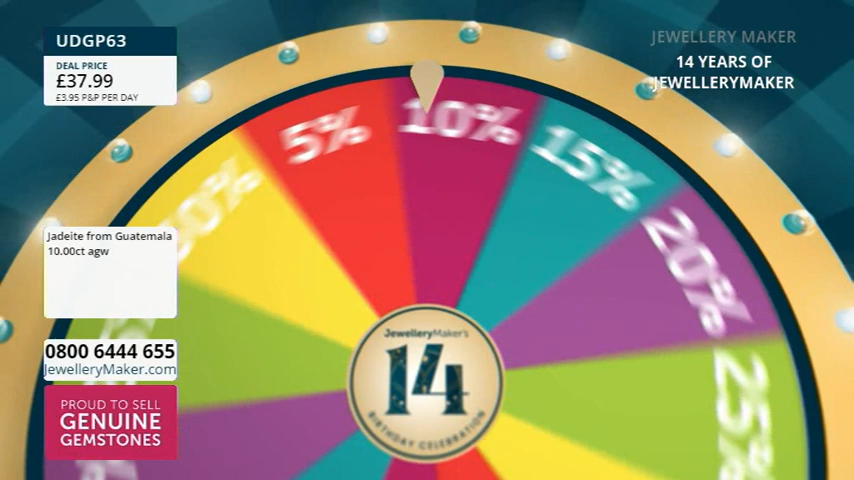 UDGP63
DEAL PRICE
£37.99
£3.95 P&P PER DAY
JEWELLERY MAKER
14 YEARS OF
'JEWELLERYMAKER
5%
10%
15%
20%
25%
Jadeite from Guatemala
10.00ct agw
0800 6444 655
JewelleryMaker.com
PROUD TO SELL
GENUINE
GEMSTONES
JewelleryMaker's
14
BIRTHDAY CELEBRATION